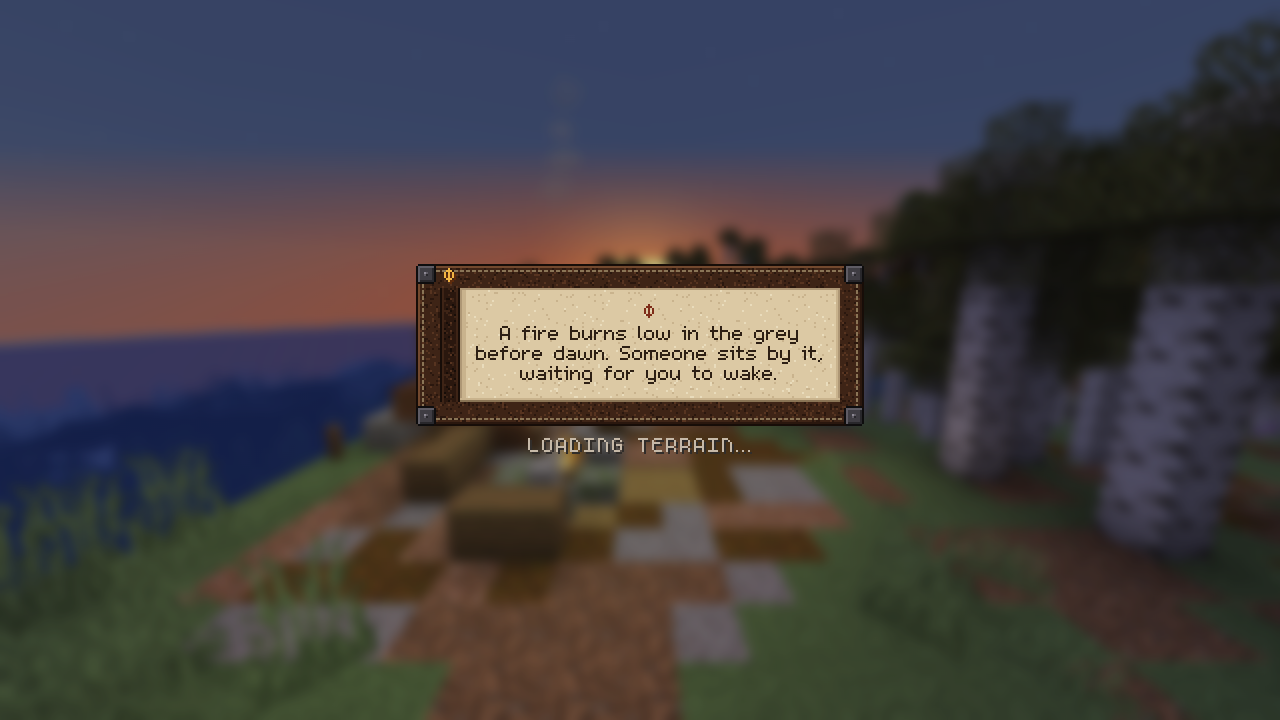 A fire burns low in the grey
before dawn. Someone sits by it,
waiting for you to wake.
LOADING TERRAIN...